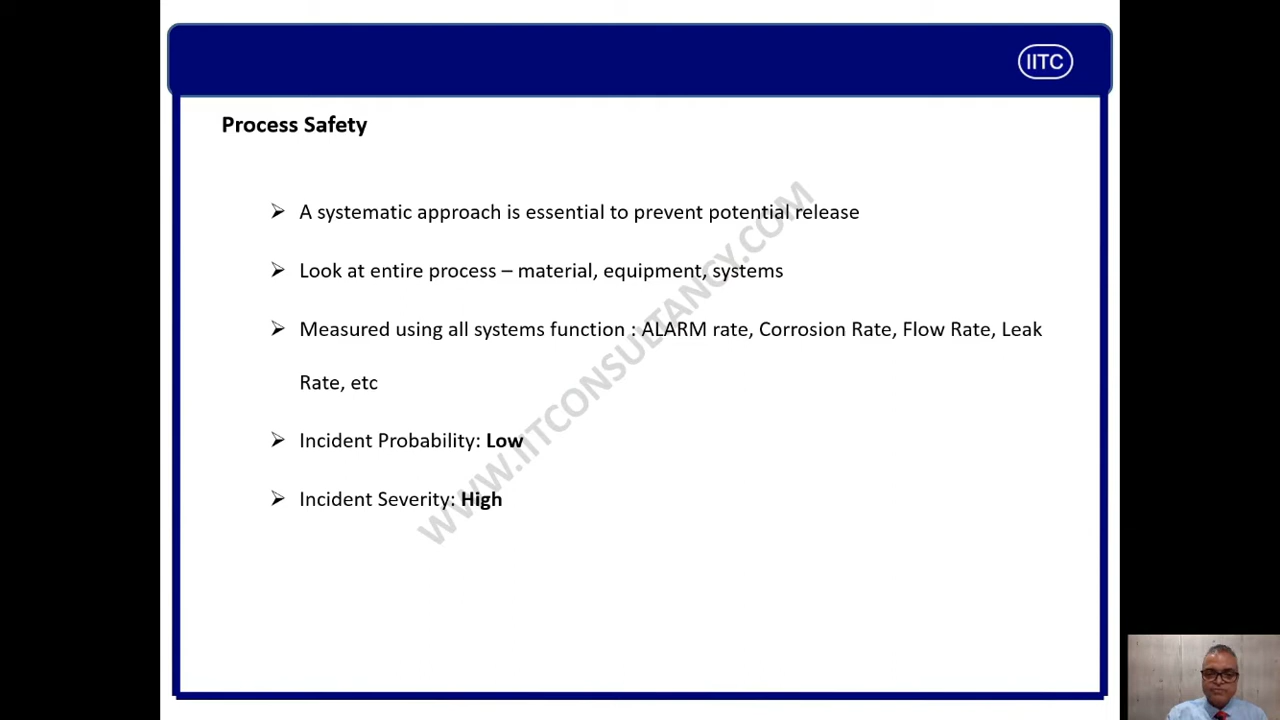 IITC
Process Safety
➢ A systematic approach is essential to prevent potential release
➢ Look at entire process – material, equipment, systems
➢ Measured using all systems function : ALARM rate, Corrosion Rate, Flow Rate, Leak
Rate, etc
➢ Incident Probability: Low
➢ Incident Severity: High
WWW.IITCONSULTANCY.COM